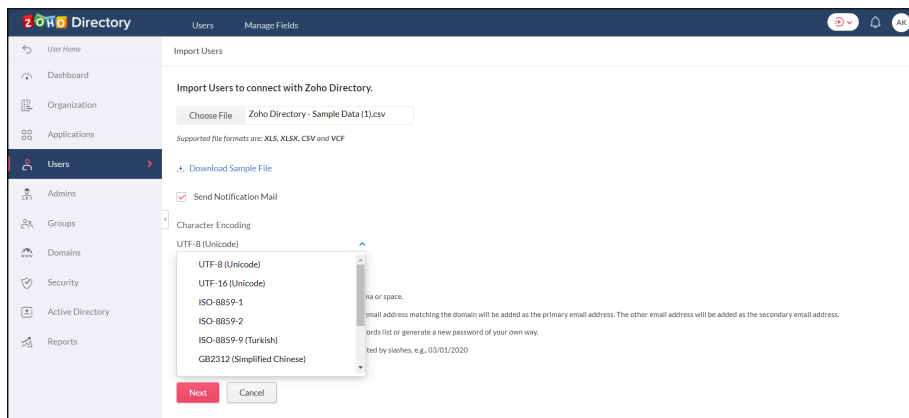 ZOHO Directory
Users
Manage Fields
AK
User Home
Import Users
Dashboard
Organization
Applications
Users
Admins
Groups
Domains
Security
Active Directory
Reports
Import Users to connect with Zoho Directory.
Choose File
Zoho Directory - Sample Data (1).csv
Supported file formats are: XLS, XLSX, CSV and VCF
Download Sample File
Send Notification Mail
Character Encoding
UTF-8 (Unicode)
UTF-8 (Unicode)
UTF-16 (Unicode)
ISO-8859-1
ISO-8859-2
ISO-8859-9 (Turkish)
GB2312 (Simplified Chinese)
or space.
email address matching the domain will be added as the primary email address. The other email address will be added as the secondary email address.
list or generate a new password of your own way.
by slashes, e.g., 03/01/2020
Next
Cancel